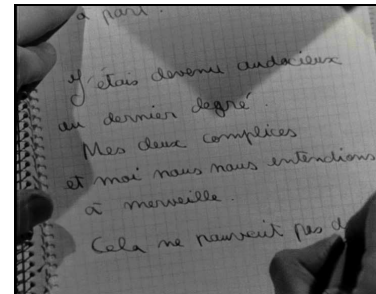 à part.
J'étais devenu audacieux
au dernier degré.
Mes deux complices
et moi nous nous entendions
à merveille.
Cela ne pouvait pas d